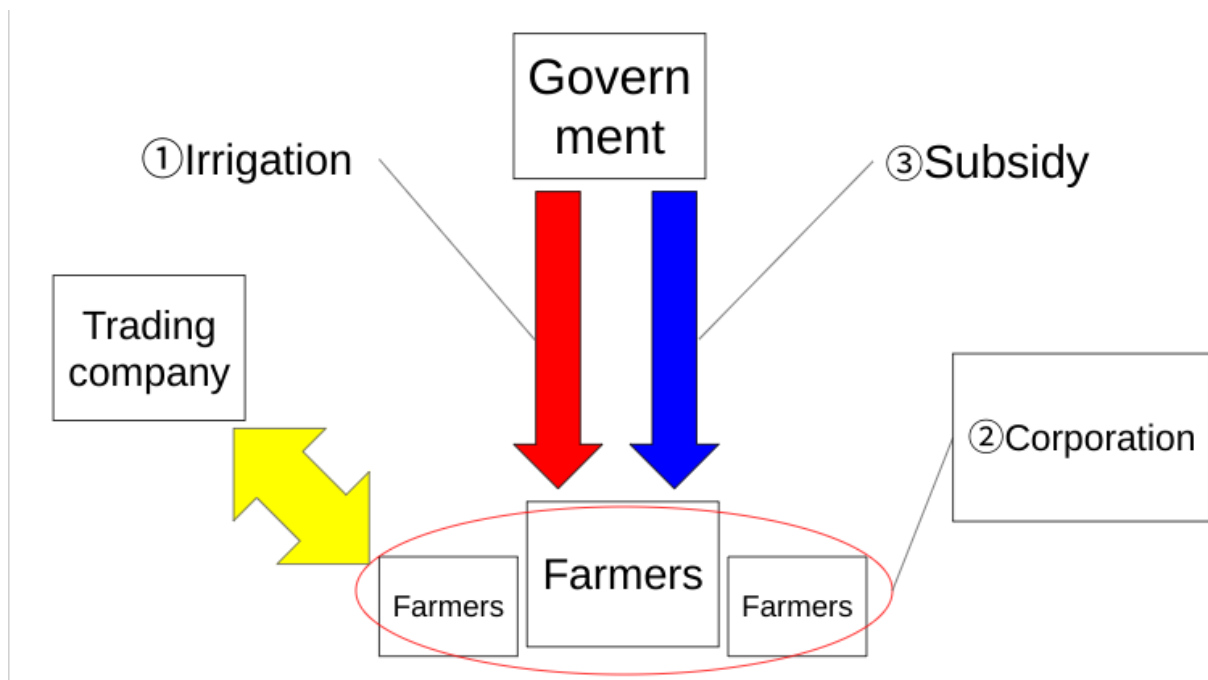 Govern
ment
①Irrigation
③Subsidy
Trading
company
②Corporation
Farmers
Farmers
Farmers